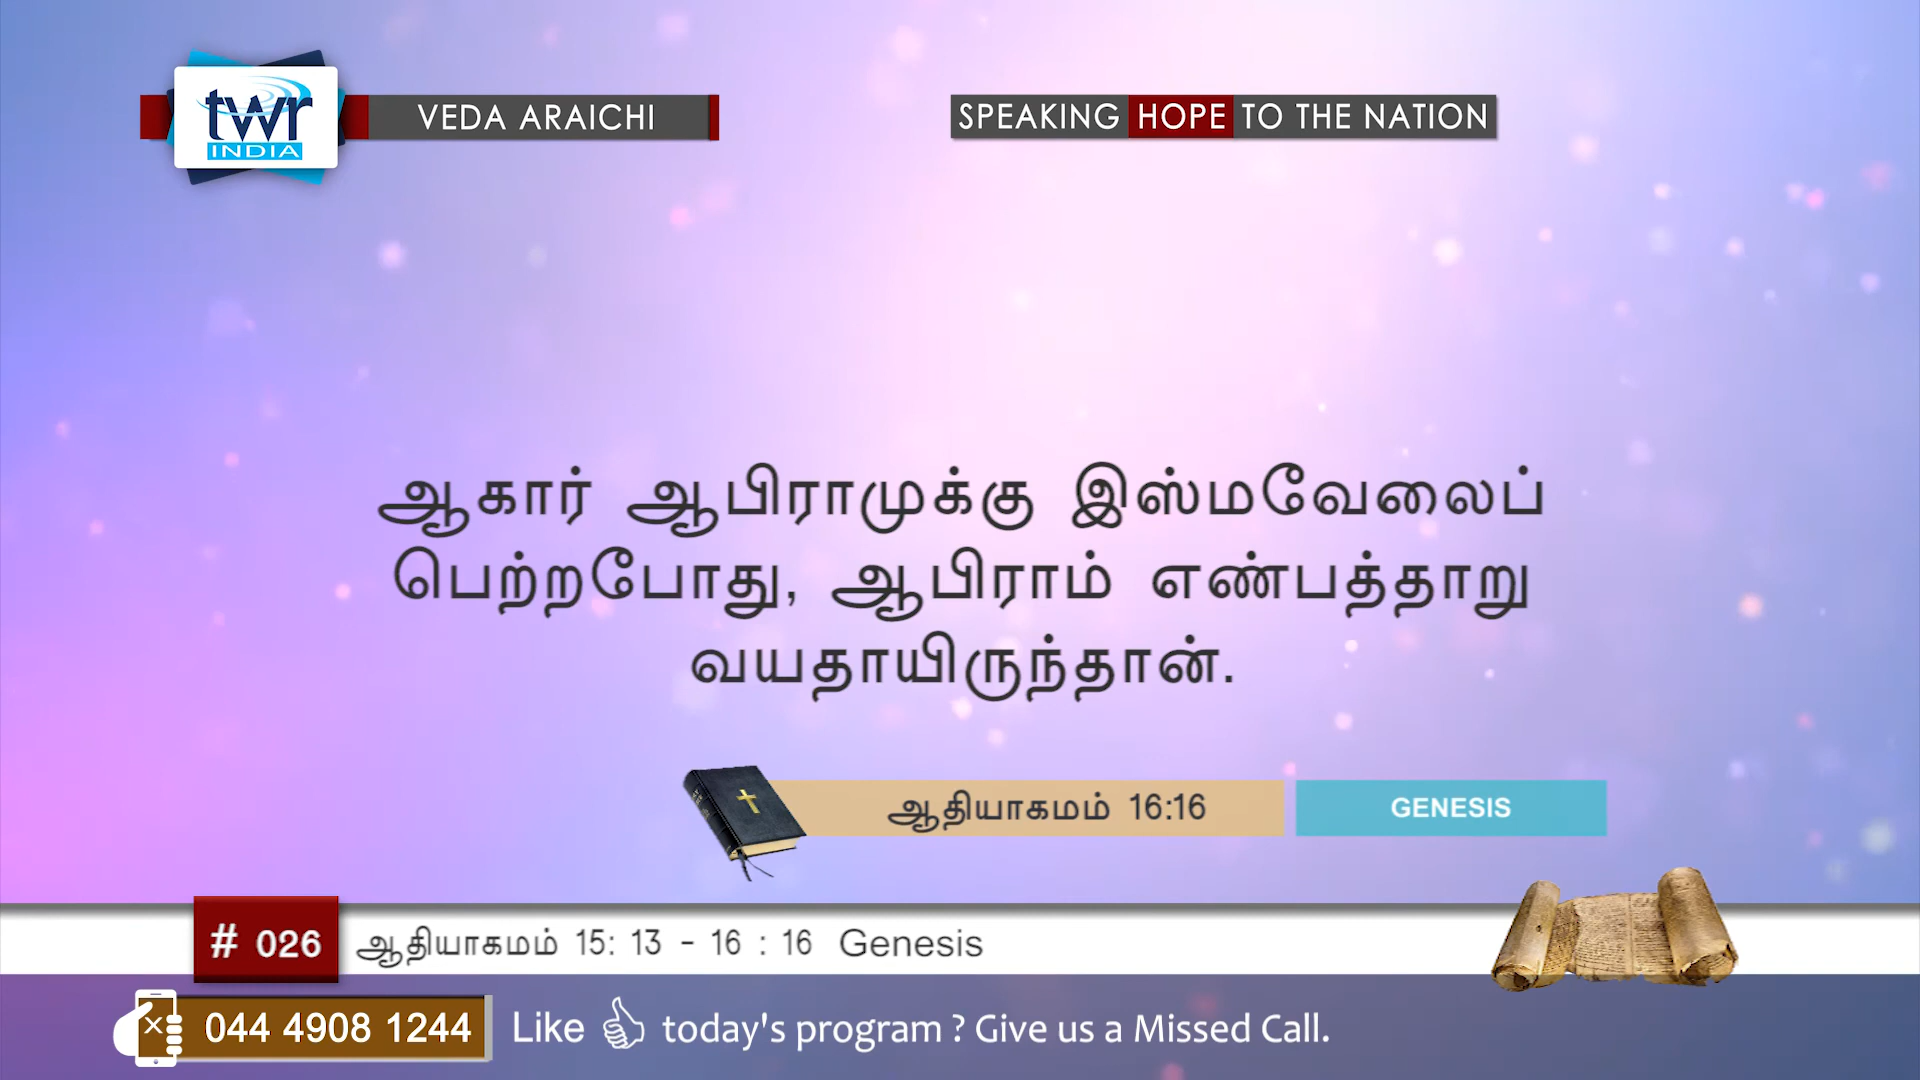 twr
INDIA
VEDA ARAICHI
SPEAKING HOPE TO THE NATION
ஆகார் ஆபிராமுக்கு இஸ்மவேலைப்
பெற்றபோது, ஆபிராம் எண்பத்தாறு
வயதாயிருந்தான்.
ஆதியாகமம் 16:16
GENESIS
# 026
ஆதியாகமம் 15: 13 - 16 : 16 Genesis
044 4908 1244
Like today's program ? Give us a Missed Call.